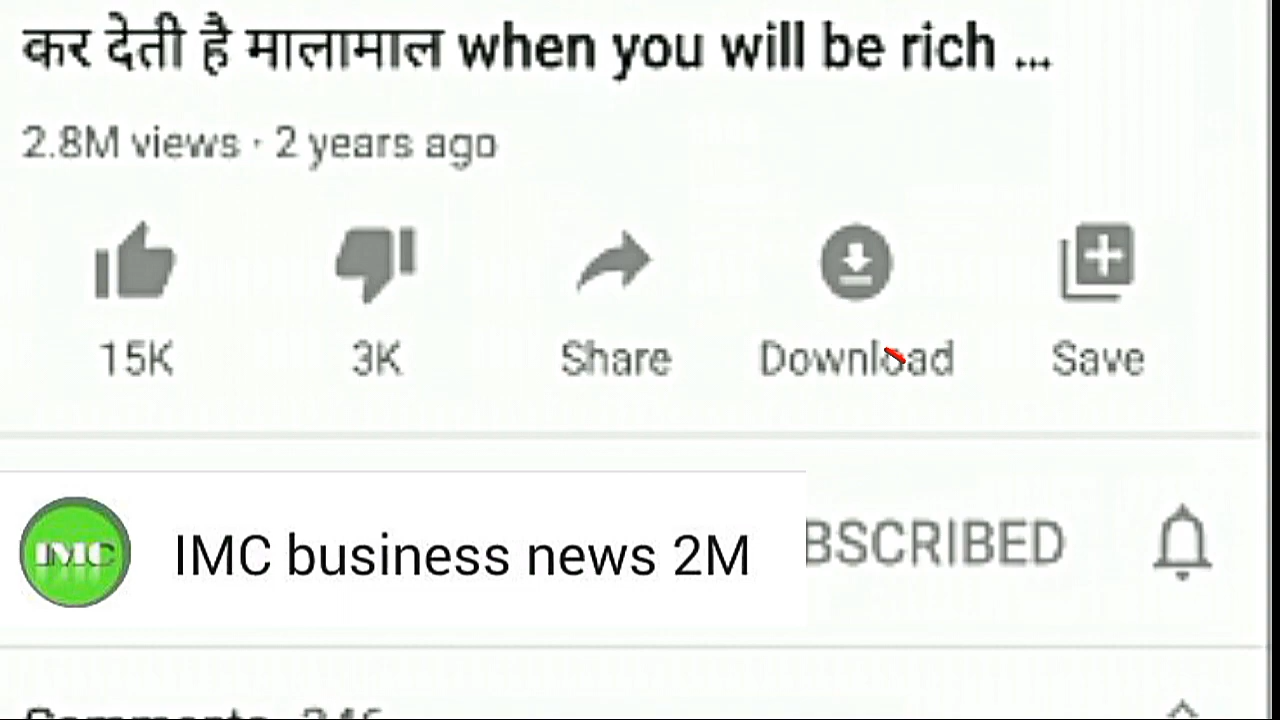 कर देती है मालामाल when you will be rich ...
2.8M views · 2 years ago
15K 3K Share Download Save
IMC IMC business news 2M BSCRIBED